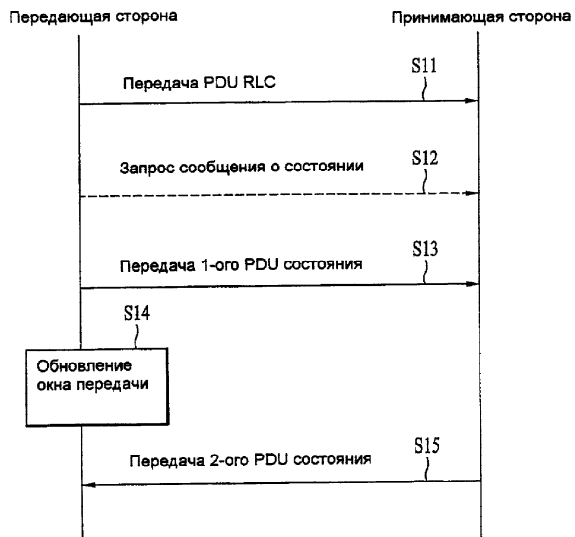 Передающая сторона
Принимающая сторона
S11
Передача PDU RLC
S12
Запрос сообщения о состоянии
S13
Передача 1-ого PDU состояния
S14
Обновление
окна передачи
S15
Передача 2-ого PDU состояния